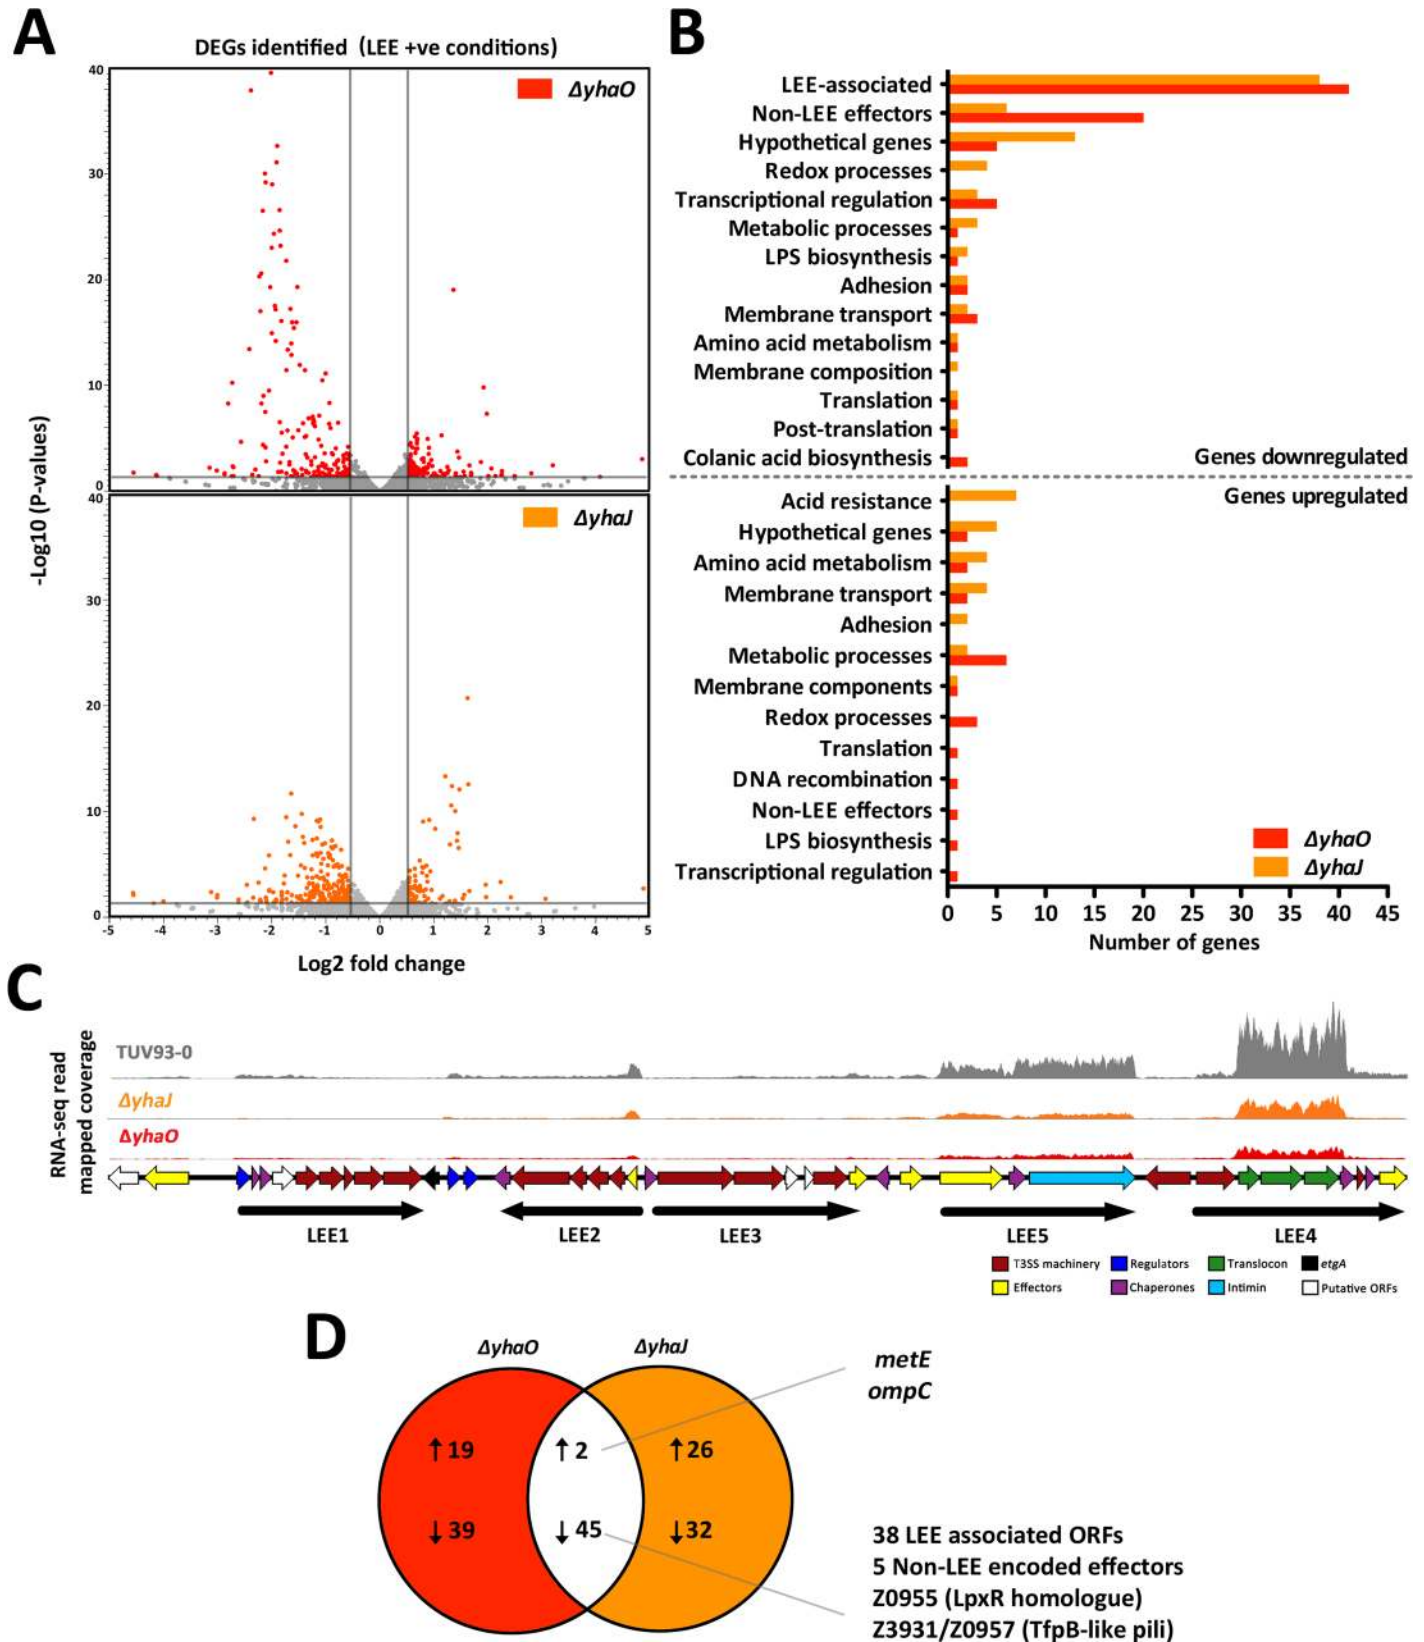 A
DEGs identified (LEE +ve conditions)
ΔyhaO
40
30
20
10
0
ΔyhaJ
40
30
20
10
0
-Log10 (P-values)
-5 -4 -3 -2 -1 0 1 2 3 4 5
Log2 fold change
B
LEE-associated
Non-LEE effectors
Hypothetical genes
Redox processes
Transcriptional regulation
Metabolic processes
LPS biosynthesis
Adhesion
Membrane transport
Amino acid metabolism
Membrane composition
Translation
Post-translation
Colanic acid biosynthesis
Genes downregulated
Genes upregulated
Acid resistance
Hypothetical genes
Amino acid metabolism
Membrane transport
Adhesion
Metabolic processes
Membrane components
Redox processes
Translation
DNA recombination
Non-LEE effectors
LPS biosynthesis
Transcriptional regulation
ΔyhaO
ΔyhaJ
0 5 10 15 20 25 30 35 40 45
Number of genes
C
RNA-seq read
mapped coverage
TUV93-0
ΔyhaJ
ΔyhaO
LEE1 LEE2 LEE3 LEE5 LEE4
T3SS machinery Regulators Translocon etgA
Effectors Chaperones Intimin Putative ORFs
D
ΔyhaO ΔyhaJ
metE
ompC
↑19 ↑2 ↑26
↓39 ↓45 ↓32
38 LEE associated ORFs
5 Non-LEE encoded effectors
Z0955 (LpxR homologue)
Z3931/Z0957 (TfpB-like pili)